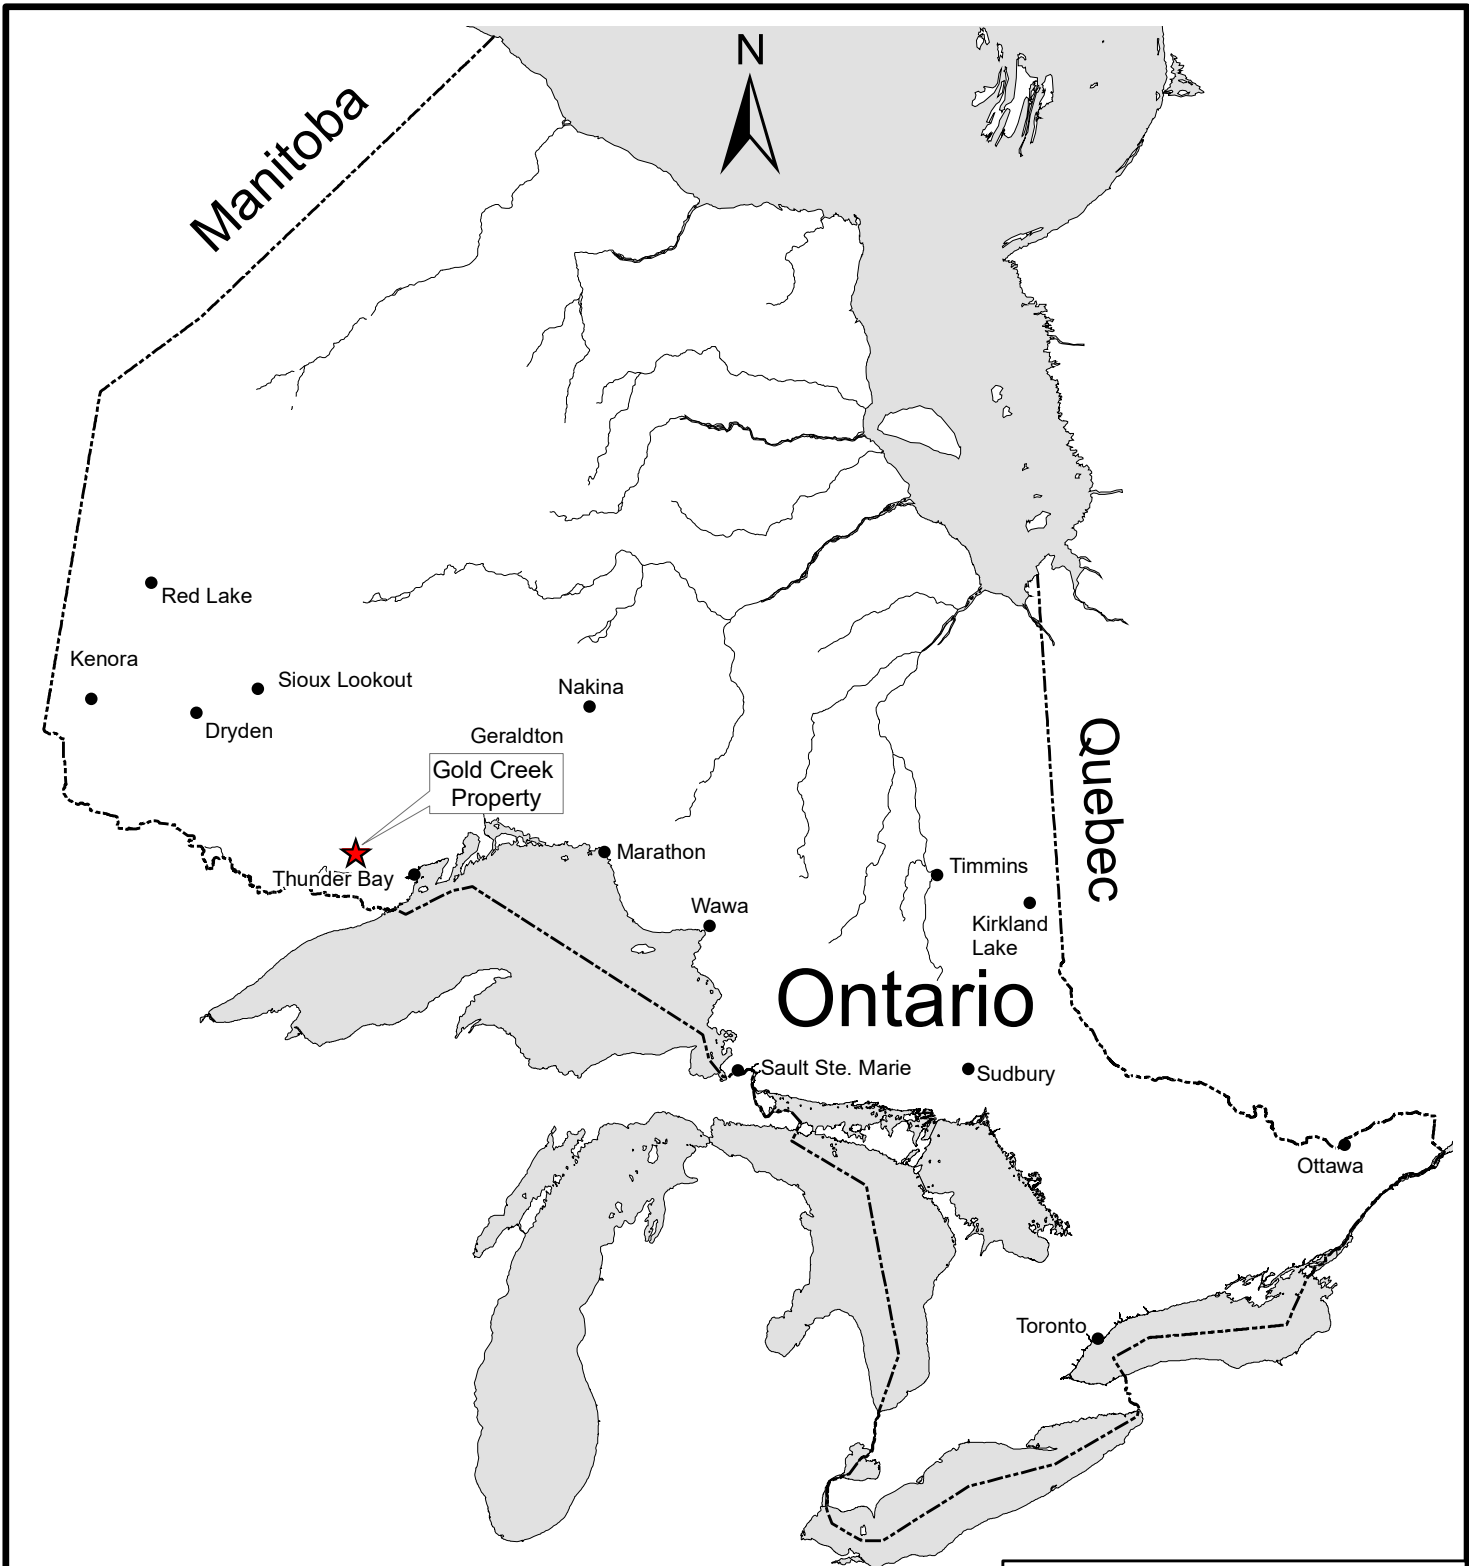 N
Manitoba
Red Lake
Kenora
Sioux Lookout
Nakina
Dryden
Geraldton
Quebec
Gold Creek
Property
Marathon
Timmins
Thunder Bay
Wawa
Kirkland
Lake
Ontario
Sault Ste. Marie
Sudbury
Ottawa
Toronto